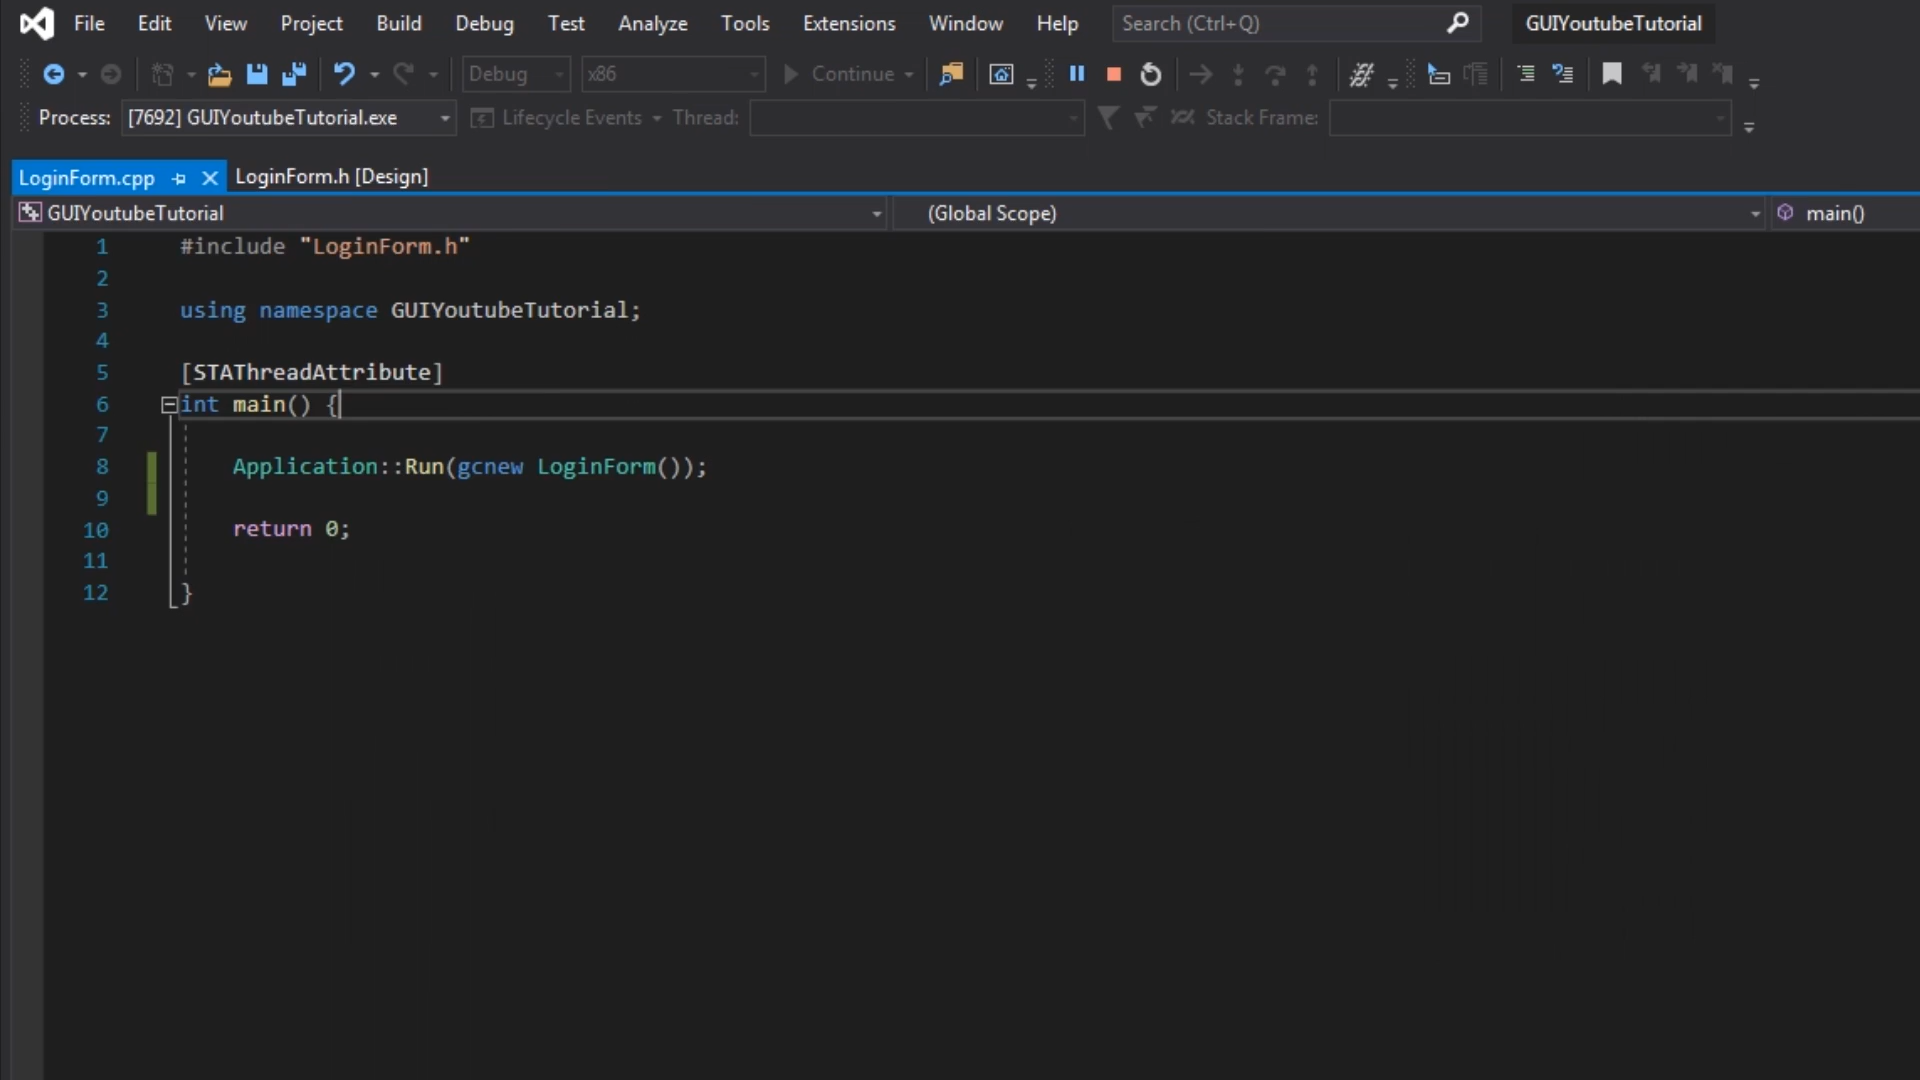 File Edit View Project Build Debug Test Analyze Tools Extensions Window Help Search (Ctrl+Q) GUIYoutubeTutorial
Debug x86 Continue
Process: [7692] GUIYoutubeTutorial.exe Lifecycle Events Thread: Stack Frame:
LoginForm.cpp LoginForm.h [Design]
GUIYoutubeTutorial (Global Scope) main()
1 #include "LoginForm.h"
2
3 using namespace GUIYoutubeTutorial;
4
5 [STAThreadAttribute]
6 int main() {
7
8 Application::Run(gcnew LoginForm());
9
10 return 0;
11
12 }